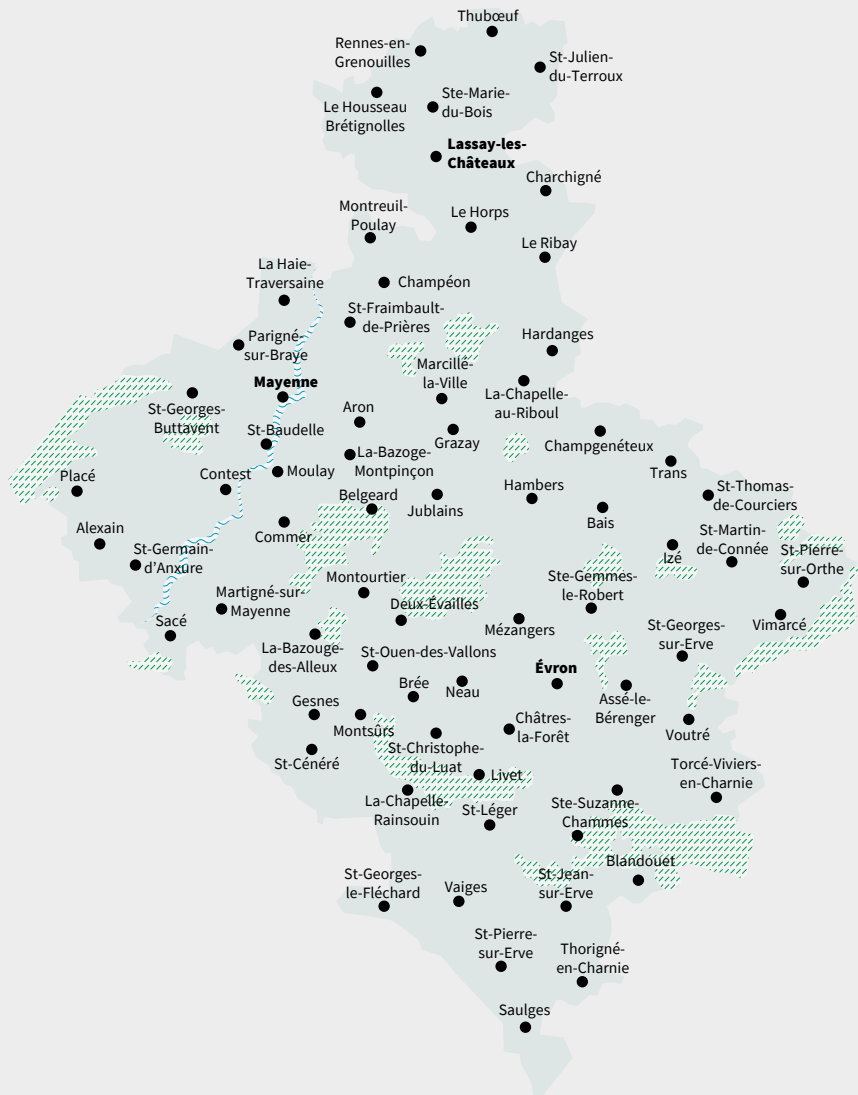 Thubœuf
Rennes-en-
Grenouilles
St-Julien-
du-Terroux
Le Housseau
Brétignolles
Ste-Marie-
du-Bois
Lassay-les-
Châteaux
Charchigné
Montreuil-
Poulay
Le Horps
Le Ribay
La Haie-
Traversaine
Champéon
St-Fraimbault-
de-Prières
Parigné-
sur-Braye
Hardanges
Marcillé-
la-Ville
Mayenne
La-Chapelle-
au-Riboul
St-Georges-
Buttavent
Aron
St-Baudelle
Grazay
Champgenéteux
La-Bazoge-
Montpinçon
Placé
Contest
Moulay
Trans
Belgeard
Jublains
Hambers
St-Thomas-
de-Courciers
Bais
Alexain
Commer
St-Martin-
de-Connée
St-Germain-
d'Anxure
Izé
St-Pierre-
sur-Orthe
Martigné-sur-
Mayenne
Montourtier
Ste-Gemmes-
le-Robert
Deux-Évailles
Sacé
Mézangers
St-Georges-
sur-Erve
Vimarcé
La-Bazouge-
des-Alleux
St-Ouen-des-Vallons
Évron
Brée
Neau
Assé-le-
Bérenger
Gesnes
Montsûrs
Châtres-
la-Forêt
Voutré
St-Cénéré
St-Christophe-
du-Luat
Livet
Torcé-Viviers-
en-Charnie
La-Chapelle-
Rainsouin
St-Léger
Ste-Suzanne-
Chammes
Blandouet
St-Georges-
le-Fléchard
Vaiges
St-Jean-
sur-Erve
St-Pierre-
sur-Erve
Thorigné-
en-Charnie
Saulges